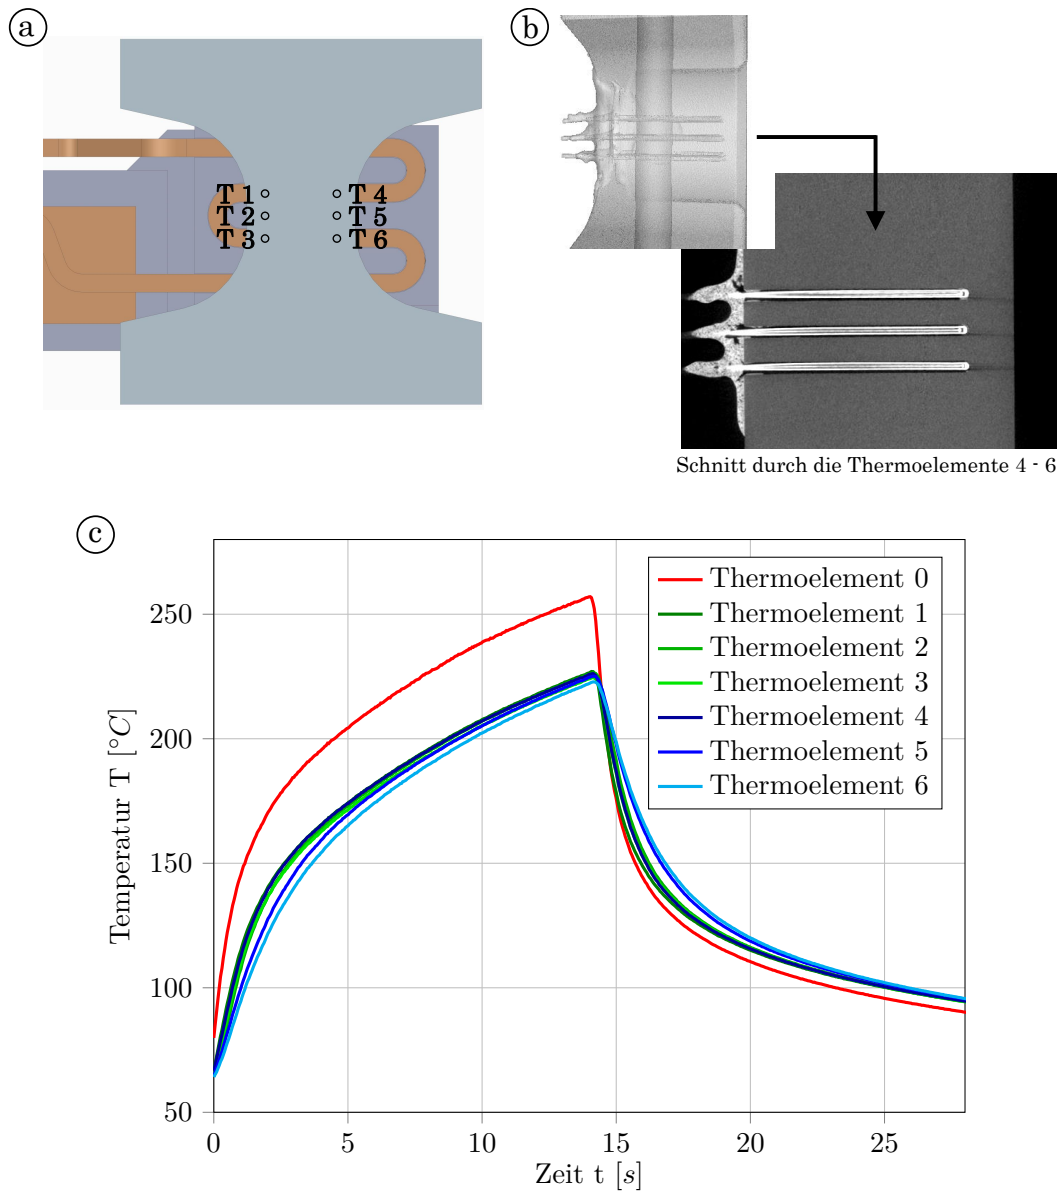 a
b
T 1
T 4
T 2
T 5
T 3
T 6
Schnitt durch die Thermoelemente 4 - 6
c
Thermoelement 0
Thermoelement 1
Thermoelement 2
Thermoelement 3
Thermoelement 4
Thermoelement 5
Thermoelement 6
250
200
150
100
50
Temperatur T [°C]
0
5
10
15
20
25
Zeit t [s]